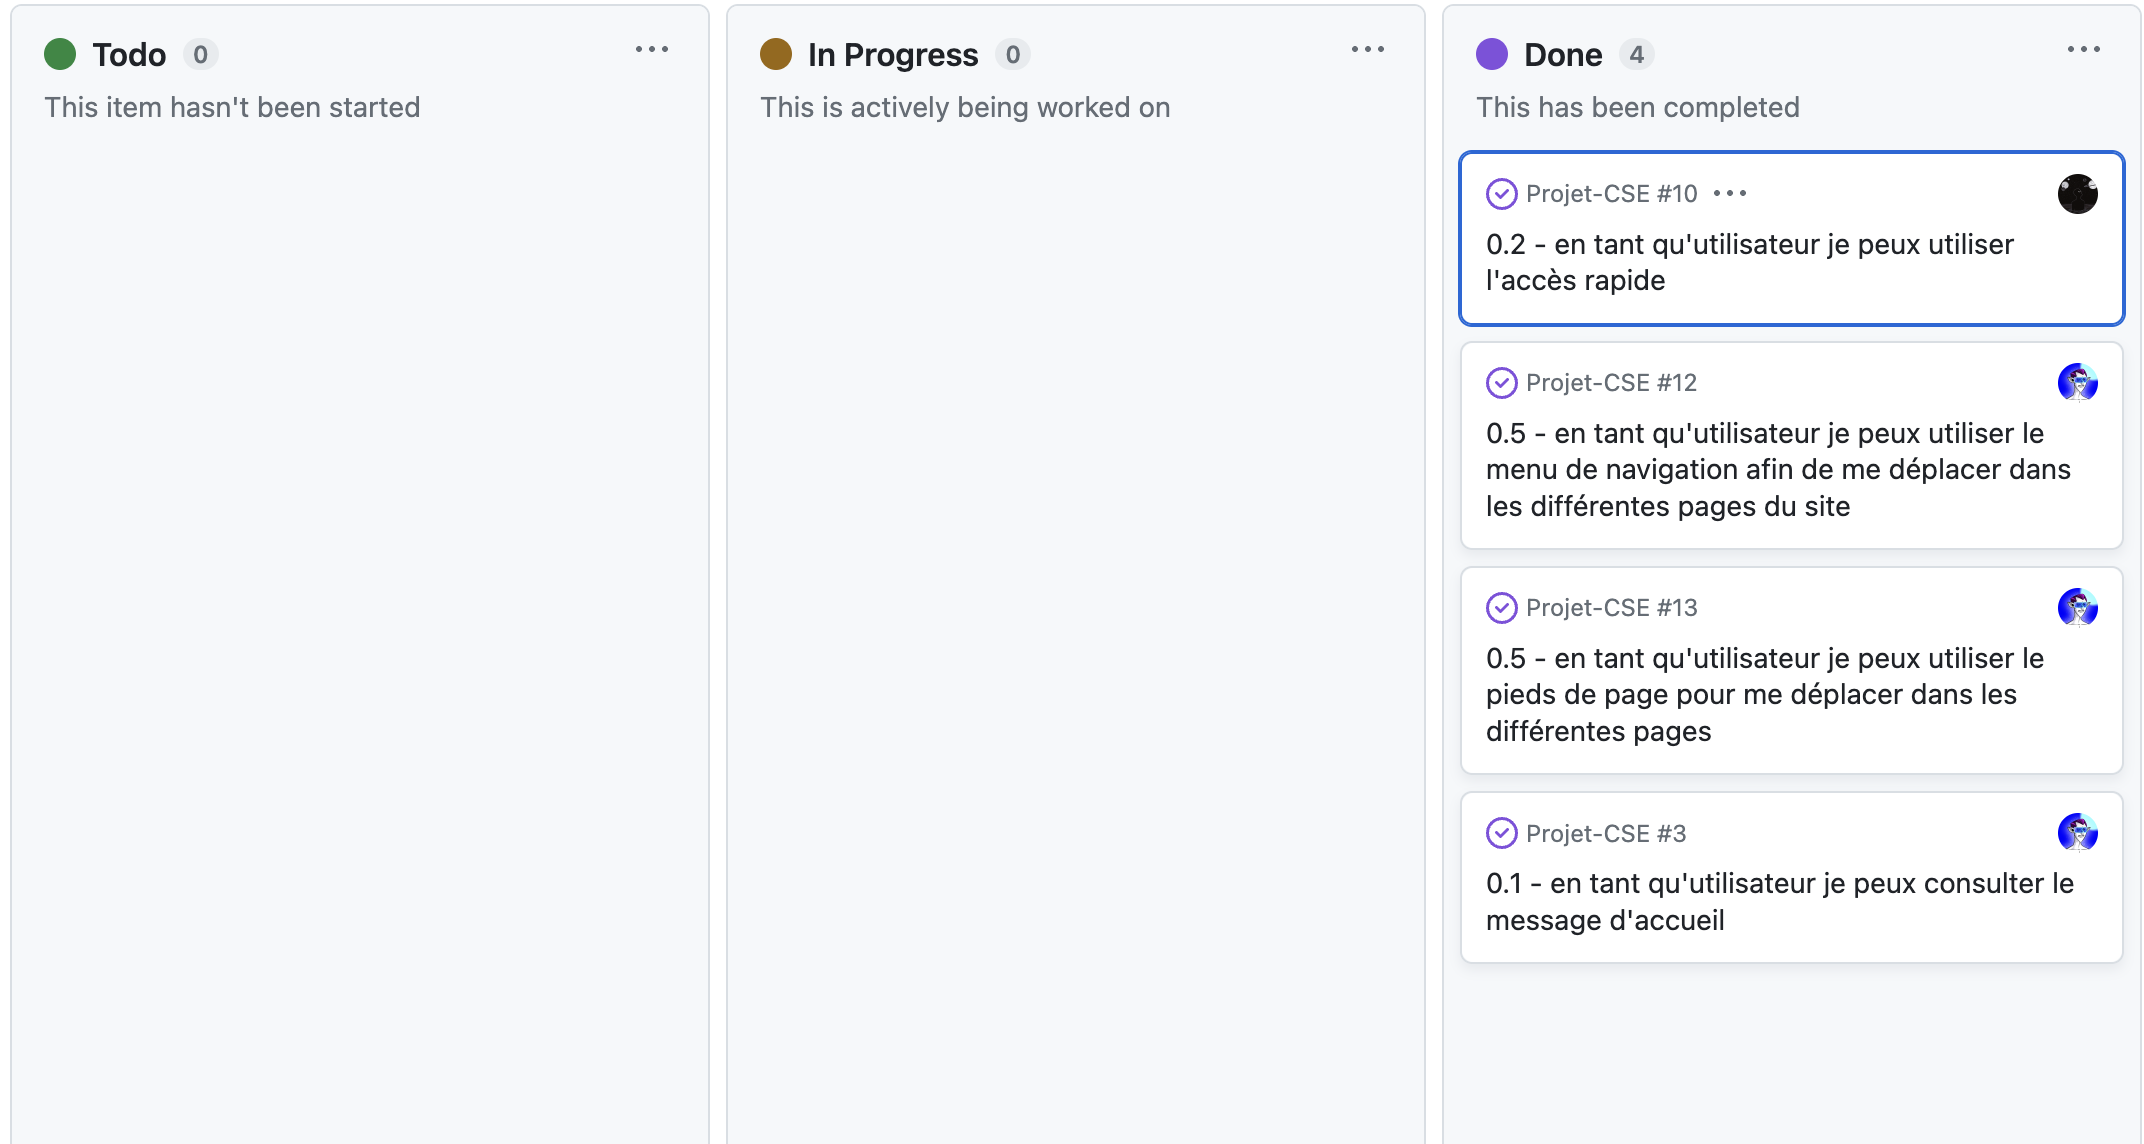 Todo 0
This item hasn't been started
In Progress 0
This is actively being worked on
Done 4
This has been completed
Projet-CSE #10
0.2 - en tant qu'utilisateur je peux utiliser
l'accès rapide
Projet-CSE #12
0.5 - en tant qu'utilisateur je peux utiliser le
menu de navigation afin de me déplacer dans
les différentes pages du site
Projet-CSE #13
0.5 - en tant qu'utilisateur je peux utiliser le
pieds de page pour me déplacer dans les
différentes pages
Projet-CSE #3
0.1 - en tant qu'utilisateur je peux consulter le
message d'accueil